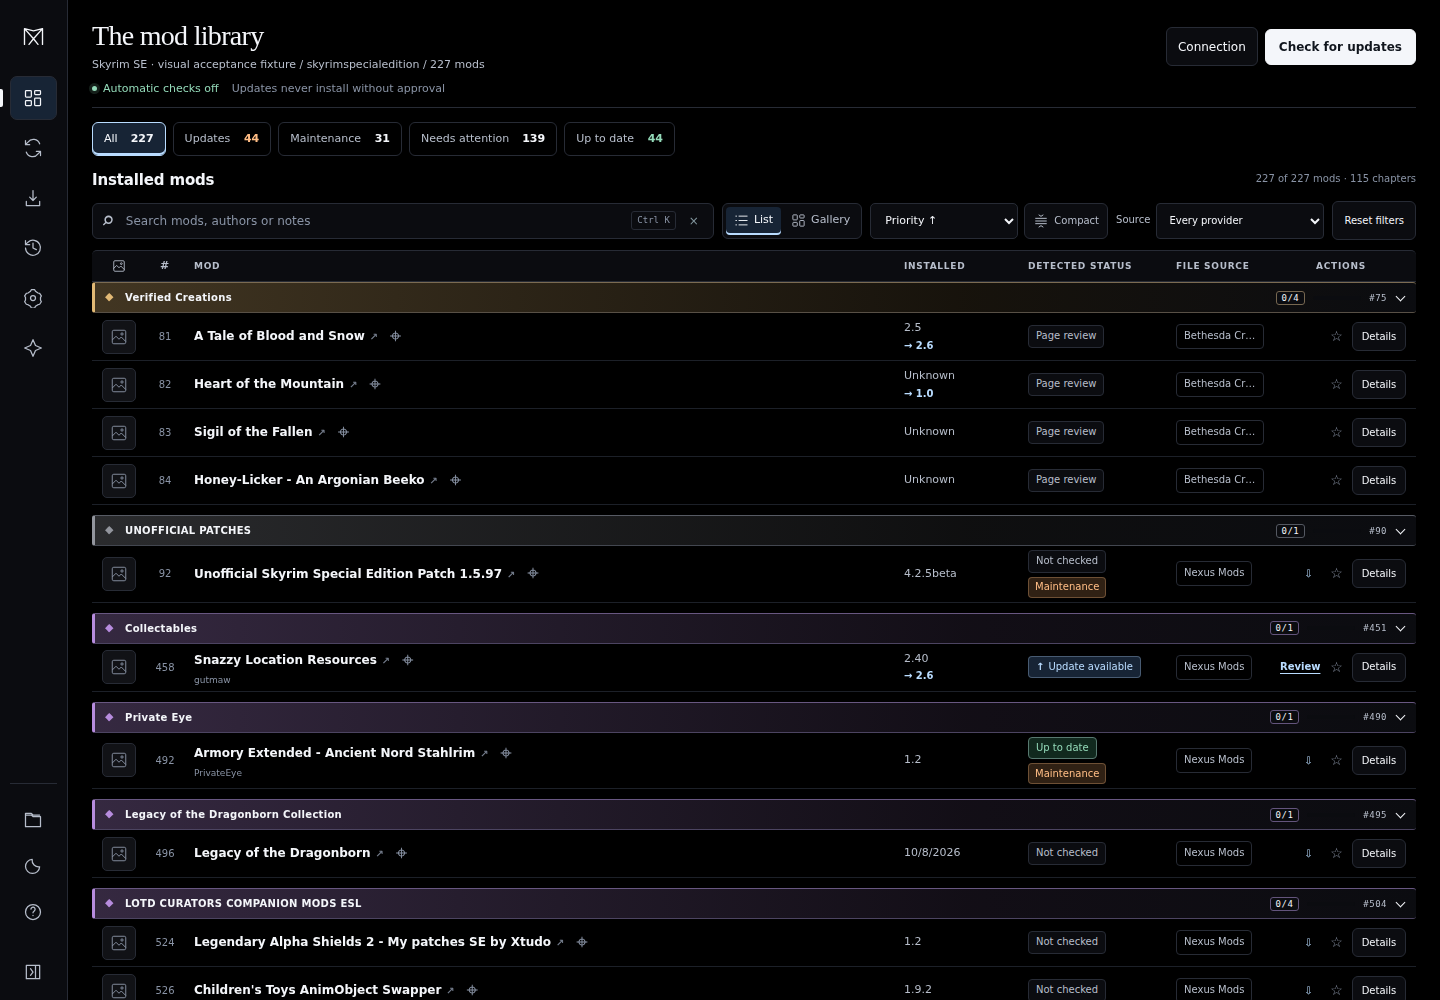 The mod library
Skyrim SE · visual acceptance fixture / skyrimspecialedition / 227 mods
Automatic checks off Updates never install without approval
Connection Check for updates
All 227 Updates 44 Maintenance 31 Needs attention 139 Up to date 44
Installed mods
227 of 227 mods · 115 chapters
Search mods, authors or notes Ctrl K × List Gallery Priority ↑ Compact Source Every provider Reset filters
# MOD INSTALLED DETECTED STATUS FILE SOURCE ACTIONS
Verified Creations 0/4 #75
81 A Tale of Blood and Snow ↗ 2.5 Page review Bethesda Cr... ☆ Details
→ 2.6
82 Heart of the Mountain ↗ Unknown Page review Bethesda Cr... ☆ Details
→ 1.0
83 Sigil of the Fallen ↗ Unknown Page review Bethesda Cr... ☆ Details
84 Honey-Licker - An Argonian Beeko ↗ Unknown Page review Bethesda Cr... ☆ Details
UNOFFICIAL PATCHES 0/1 #90
92 Unofficial Skyrim Special Edition Patch 1.5.97 ↗ 4.2.5beta Not checked Nexus Mods ⇩ ☆ Details
Maintenance
Collectables 0/1 #451
458 Snazzy Location Resources ↗ 2.40 ↑ Update available Nexus Mods Review ☆ Details
gutmaw → 2.6
Private Eye 0/1 #490
492 Armory Extended - Ancient Nord Stahlrim ↗ 1.2 Up to date Nexus Mods ⇩ ☆ Details
PrivateEye Maintenance
Legacy of the Dragonborn Collection 0/1 #495
496 Legacy of the Dragonborn ↗ 10/8/2026 Not checked Nexus Mods ⇩ ☆ Details
LOTD CURATORS COMPANION MODS ESL 0/4 #504
524 Legendary Alpha Shields 2 - My patches SE by Xtudo ↗ 1.2 Not checked Nexus Mods ⇩ ☆ Details
526 Children's Toys AnimObject Swapper ↗ 1.9.2 Not checked Nexus Mods ⇩ ☆ Details